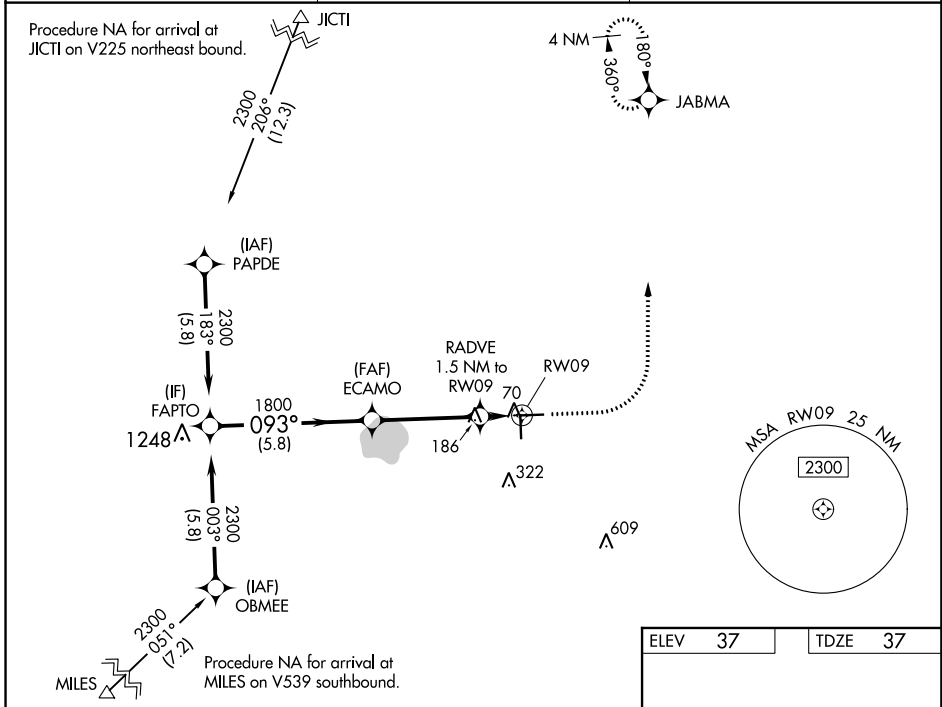 Procedure NA for arrival at
JICTI on V225 northeast bound.
JICTI
2300
206°
(12.3)
4 NM
360°
180°
JABMA
(IAF)
PAPDE
2300
183°
(5.8)
(IF)
FAPTO
1248
1800
093°
(5.8)
(FAF)
ECAMO
RADVE
1.5 NM to
RW09
186
70
RW09
322
609
MSA RW09 25 NM
2300
2300
003°
(5.8)
(IAF)
OBMEE
2300
051°
(7.2)
MILES
Procedure NA for arrival at
MILES on V539 southbound.
ELEV 37
TDZE 37